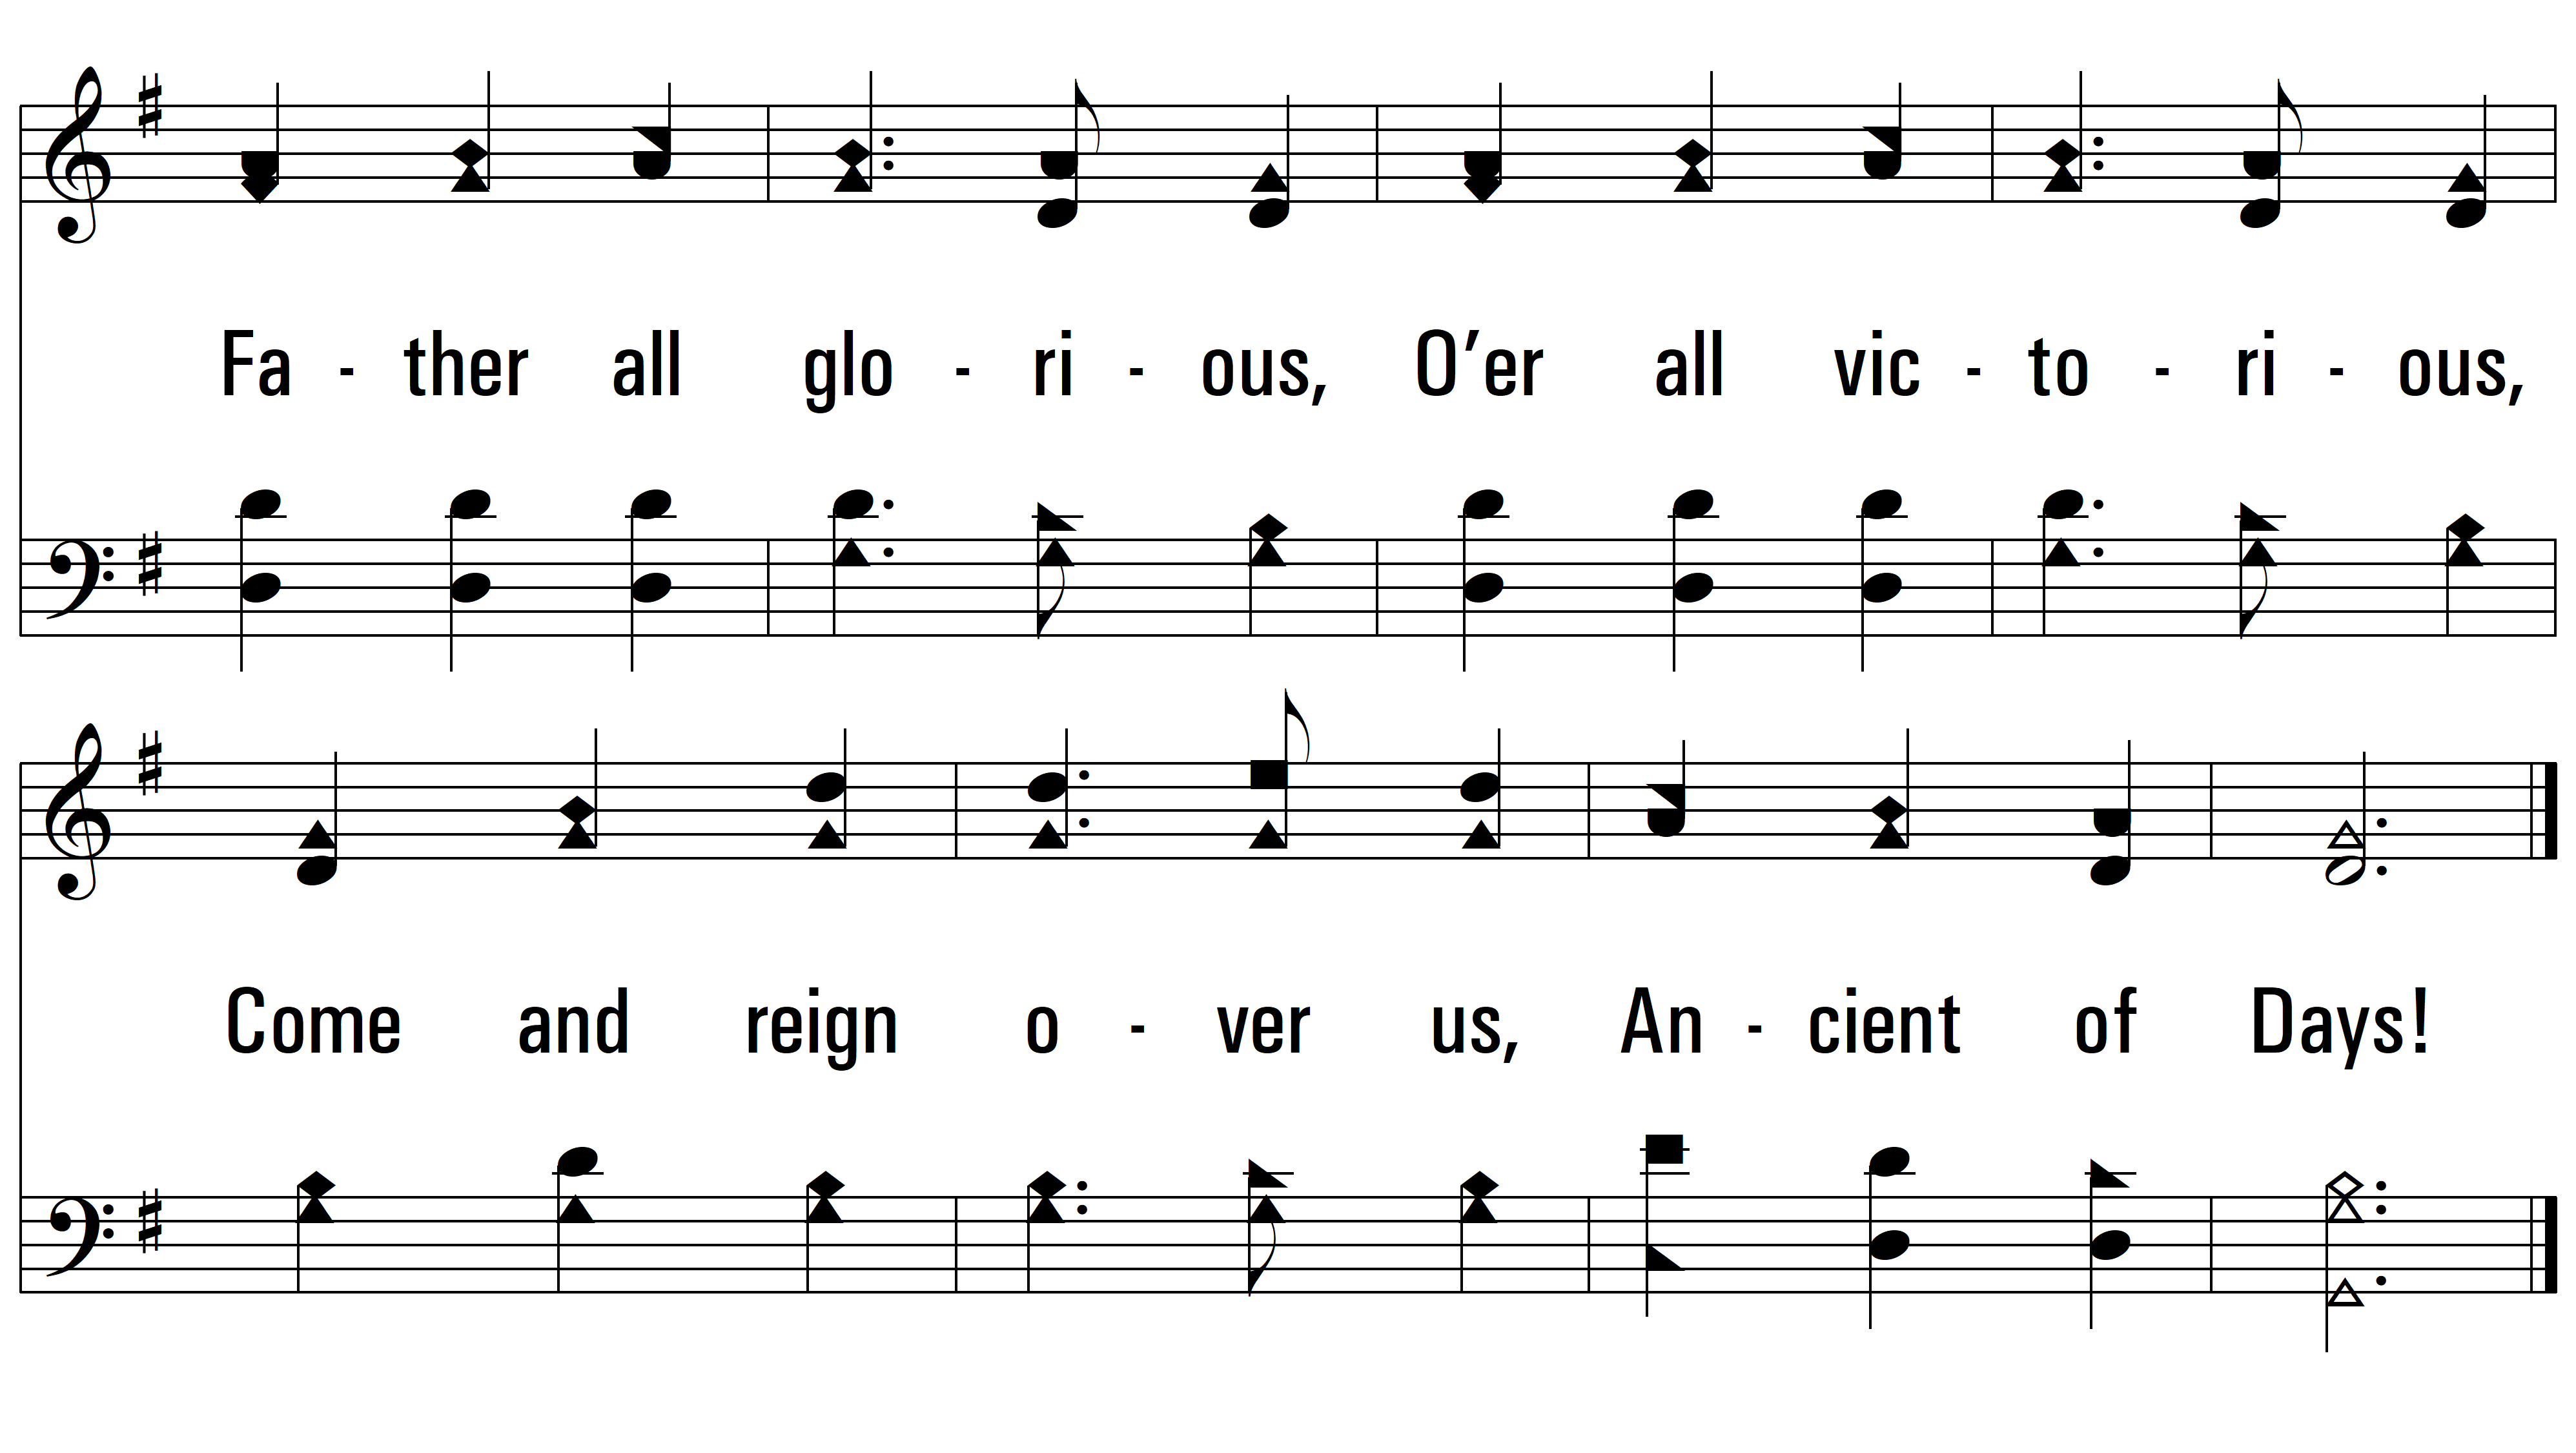 Fa - ther all glo - ri - ous, O’er all vic - to - ri - ous,
Come and reign o - ver us, An - cient of Days!